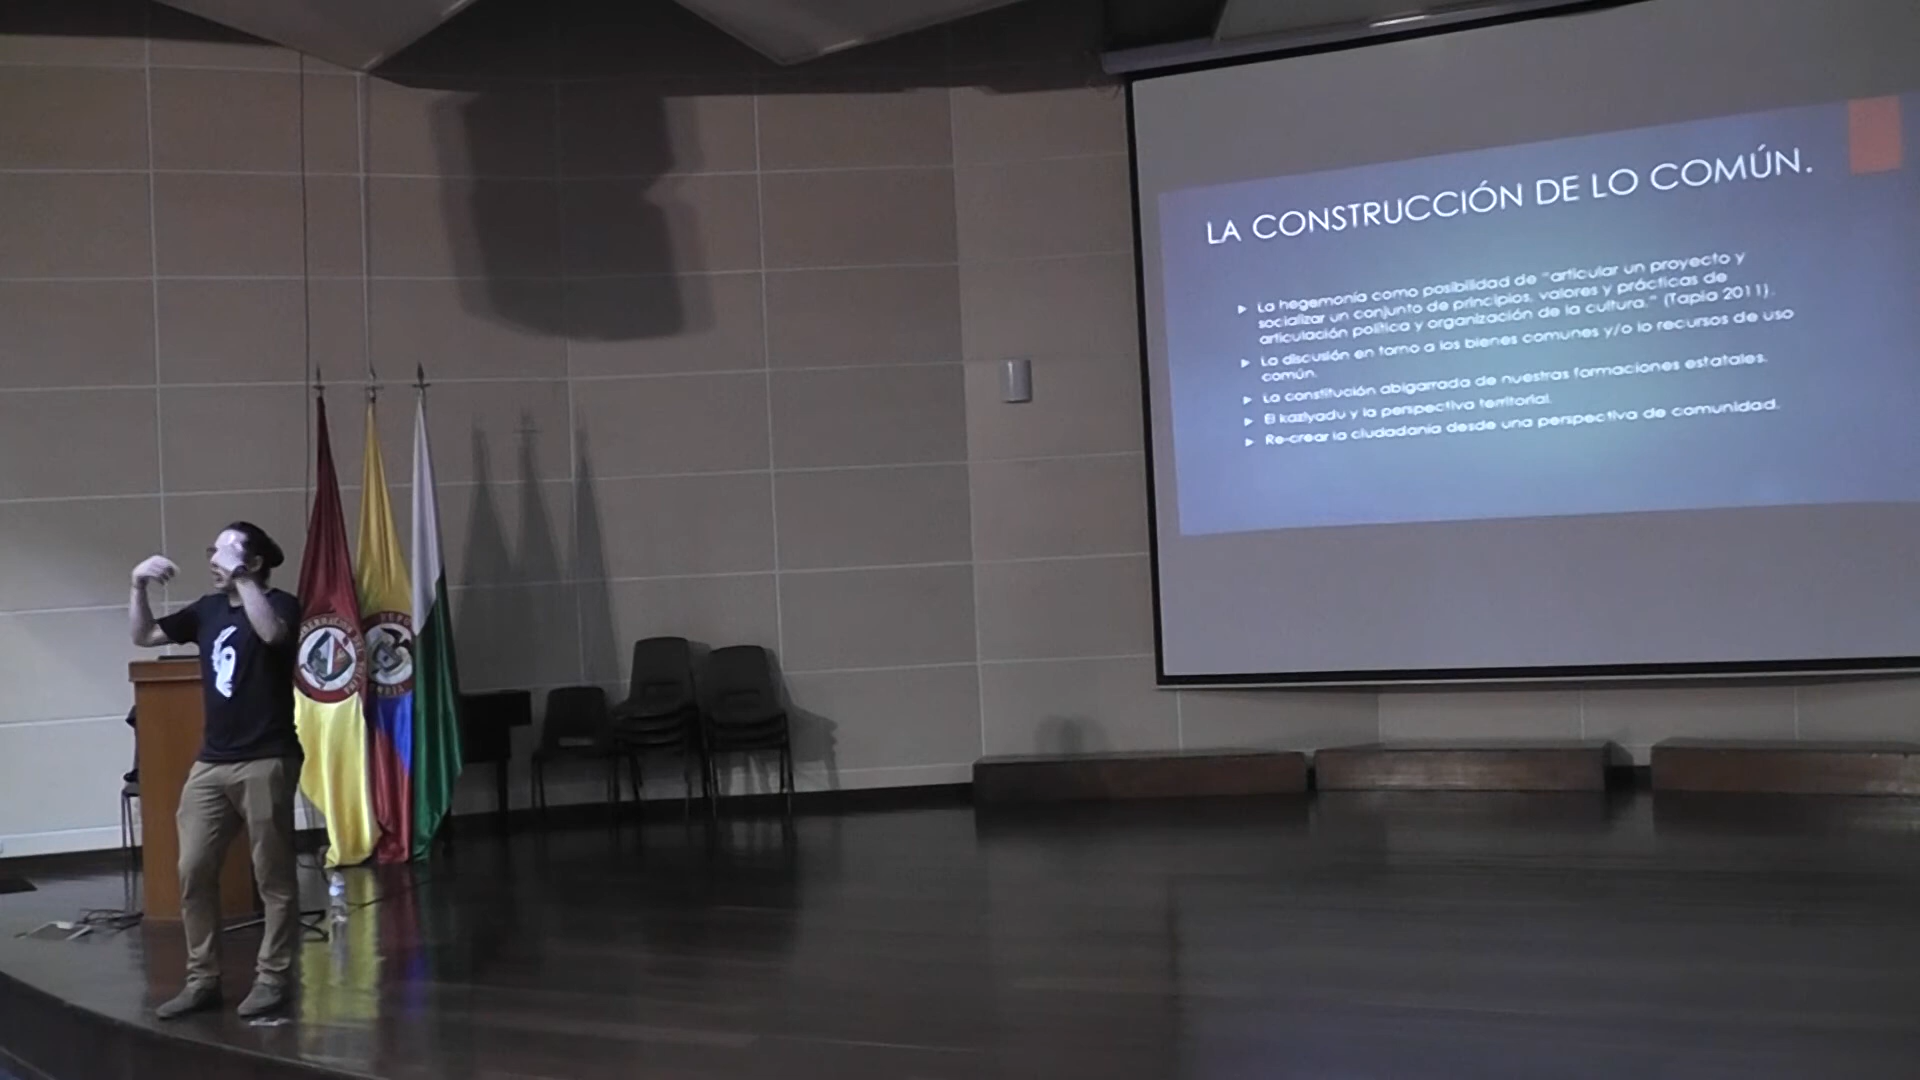 LA CONSTRUCCIÓN DE LO COMÚN.
La hegemonía como posibilidad de "articular un proyecto y
socializar un conjunto de principios, valores y prácticas de
articulación política y organización de la cultura." (Tapia 2011).
La discusión en torno a los bienes comunes y/o lo recursos de uso
común.
La constitución abigarrada de nuestras formaciones estatales.
El kaziyadu y la perspectiva territorial.
Re-crear la ciudadanía desde una perspectiva de comunidad.